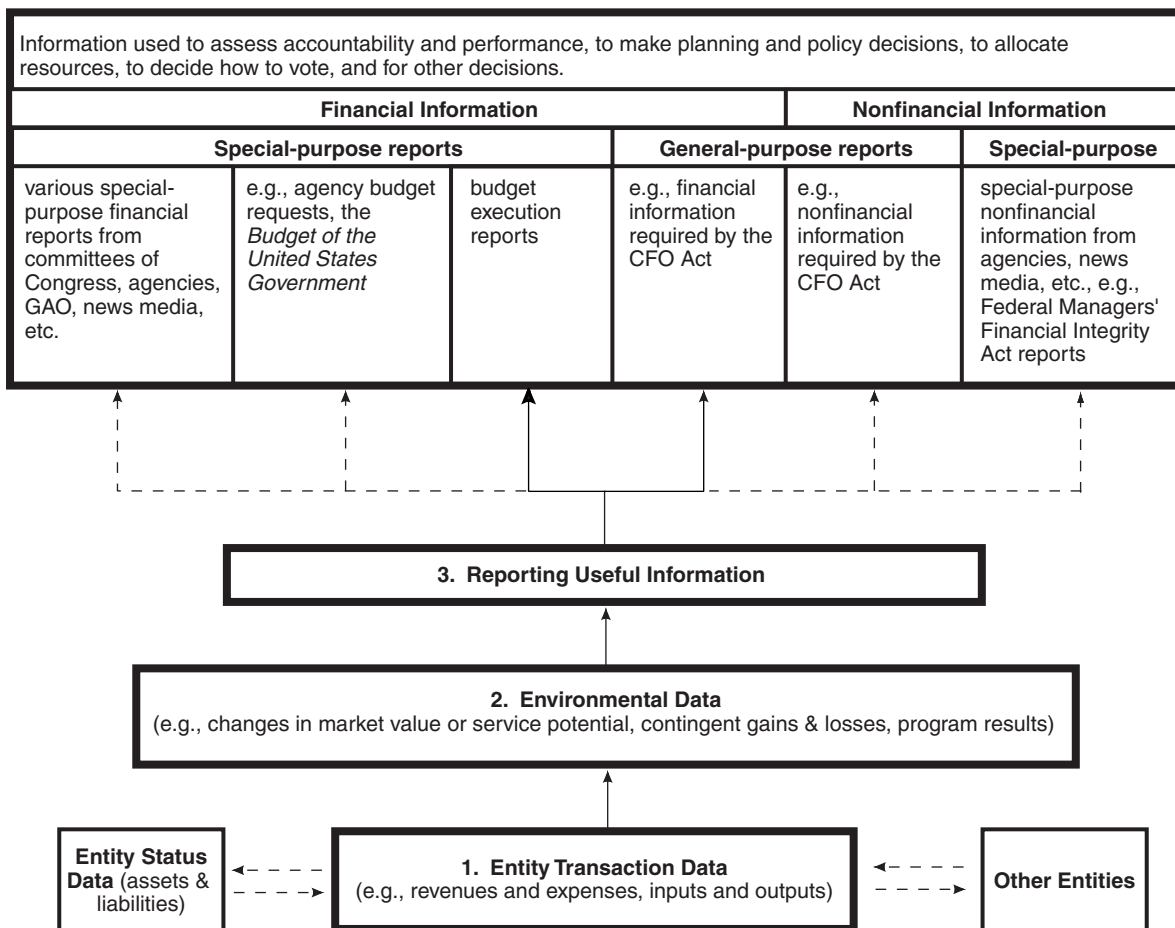 Information used to assess accountability and performance, to make planning and policy decisions, to allocate
resources, to decide how to vote, and for other decisions.
Financial Information
Nonfinancial Information
Special-purpose reports
General-purpose reports
Special-purpose
various special-
purpose financial
reports from
committees of
Congress, agencies,
GAO, news media,
etc.
e.g., agency budget
requests, the
Budget of the
United States
Government
budget
execution
reports
e.g., financial
information
required by the
CFO Act
e.g.,
nonfinancial
information
required by the
CFO Act
special-purpose
nonfinancial
information from
agencies, news
media, etc., e.g.,
Federal Managers'
Financial Integrity
Act reports
3. Reporting Useful Information
2. Environmental Data
(e.g., changes in market value or service potential, contingent gains & losses, program results)
Entity Status
Data (assets &
liabilities)
1. Entity Transaction Data
(e.g., revenues and expenses, inputs and outputs)
Other Entities